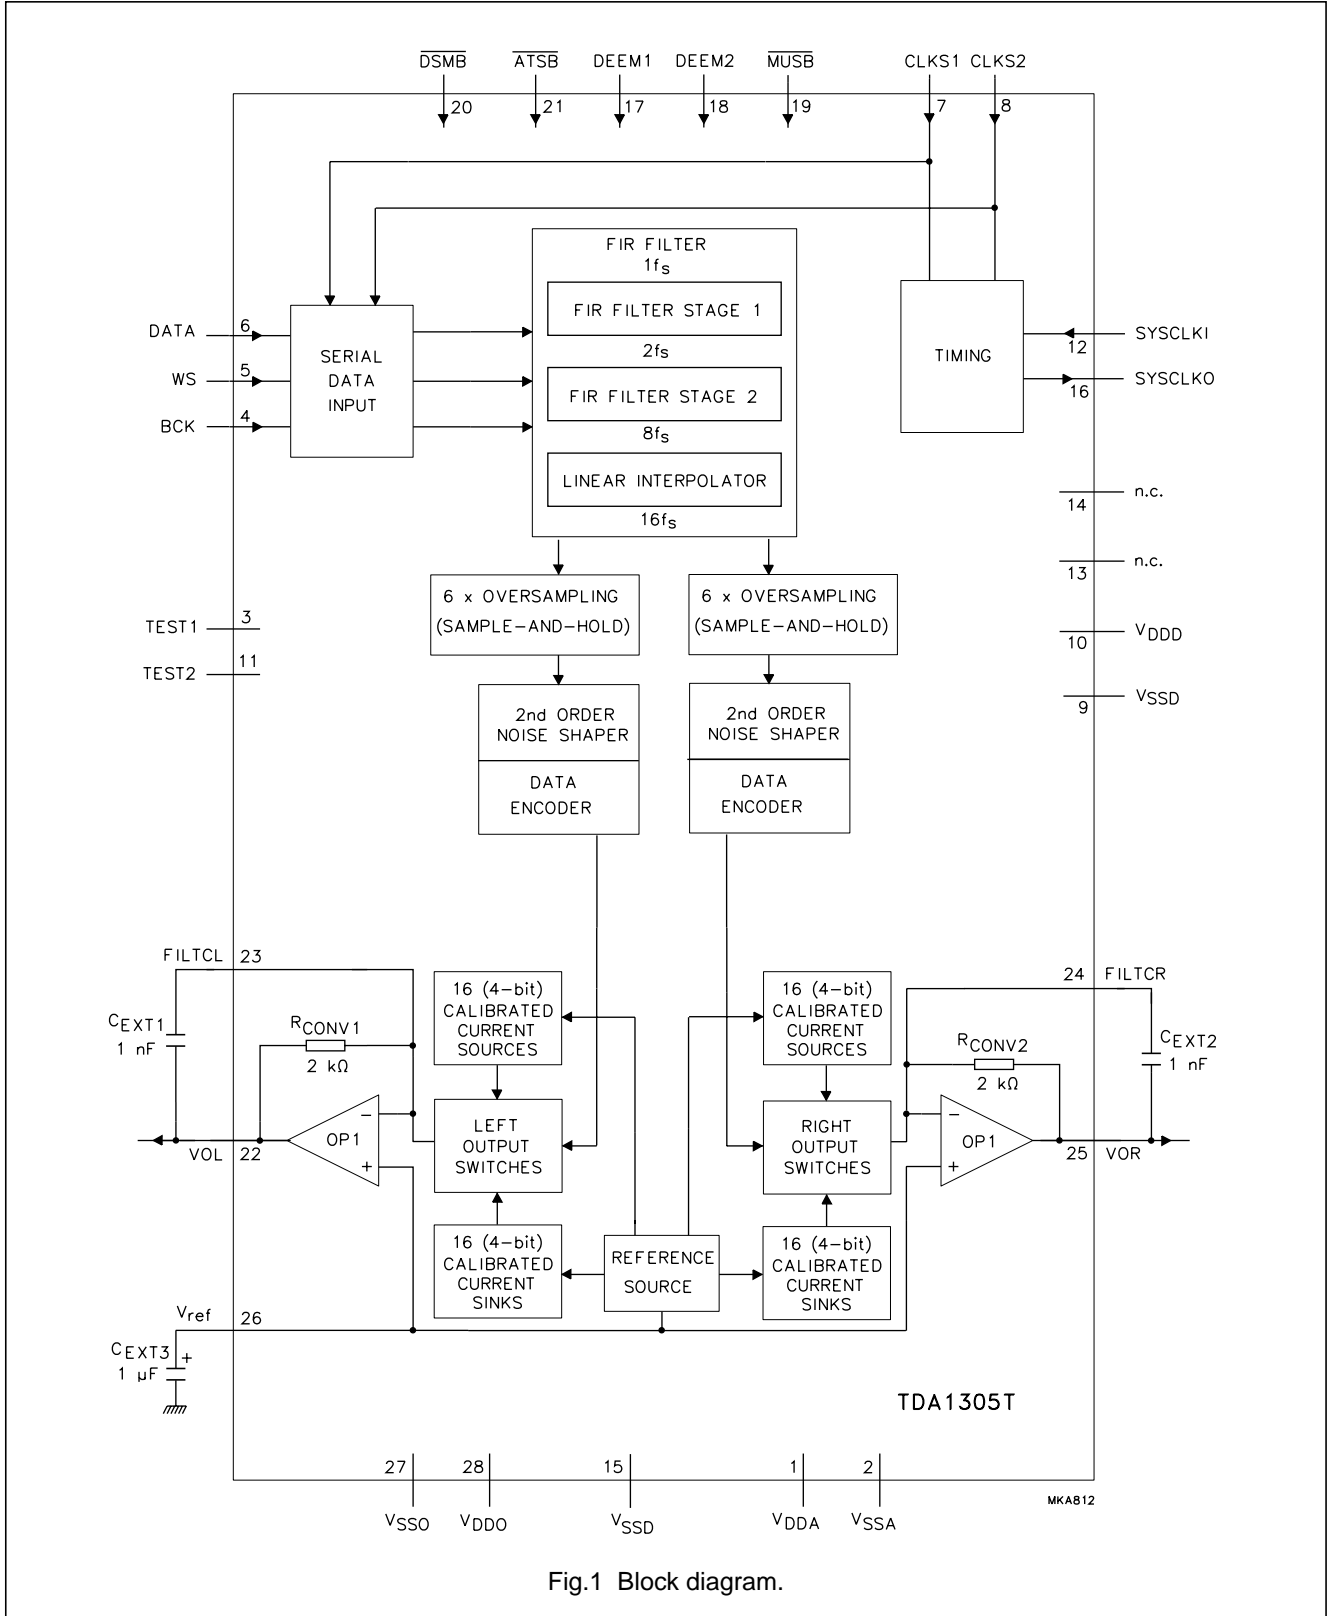 DSMB ATSB DEEM1 DEEM2 MUSB CLKS1 CLKS2
20 21 17 18 19 7 8
FIR FILTER
1fs
FIR FILTER STAGE 1
2fs
FIR FILTER STAGE 2
8fs
LINEAR INTERPOLATOR
16fs
DATA 6
WS 5
BCK 4
SERIAL
DATA
INPUT
TIMING
12 SYSCLKI
16 SYSCLKO
14 n.c.
13 n.c.
10 VDDD
9 VSSD
TEST1 3
TEST2 11
6 x OVERSAMPLING
(SAMPLE-AND-HOLD)
6 x OVERSAMPLING
(SAMPLE-AND-HOLD)
2nd ORDER
NOISE SHAPER
DATA
ENCODER
2nd ORDER
NOISE SHAPER
DATA
ENCODER
FILTCL 23
CEXT1
1 nF
RCONV1
2 kΩ
− OP1 +
VOL 22
16 (4-bit)
CALIBRATED
CURRENT
SOURCES
LEFT
OUTPUT
SWITCHES
16 (4-bit)
CALIBRATED
CURRENT
SINKS
REFERENCE
SOURCE
16 (4-bit)
CALIBRATED
CURRENT
SOURCES
RIGHT
OUTPUT
SWITCHES
16 (4-bit)
CALIBRATED
CURRENT
SINKS
24 FILTCR
RCONV2
2 kΩ
CEXT2
1 nF
− OP1 +
25 VOR
Vref 26
CEXT3 +
1 µF
TDA1305T
27 28 15 1 2
VSSO VDDO VSSD VDDA VSSA
MKA812
Fig.1 Block diagram.